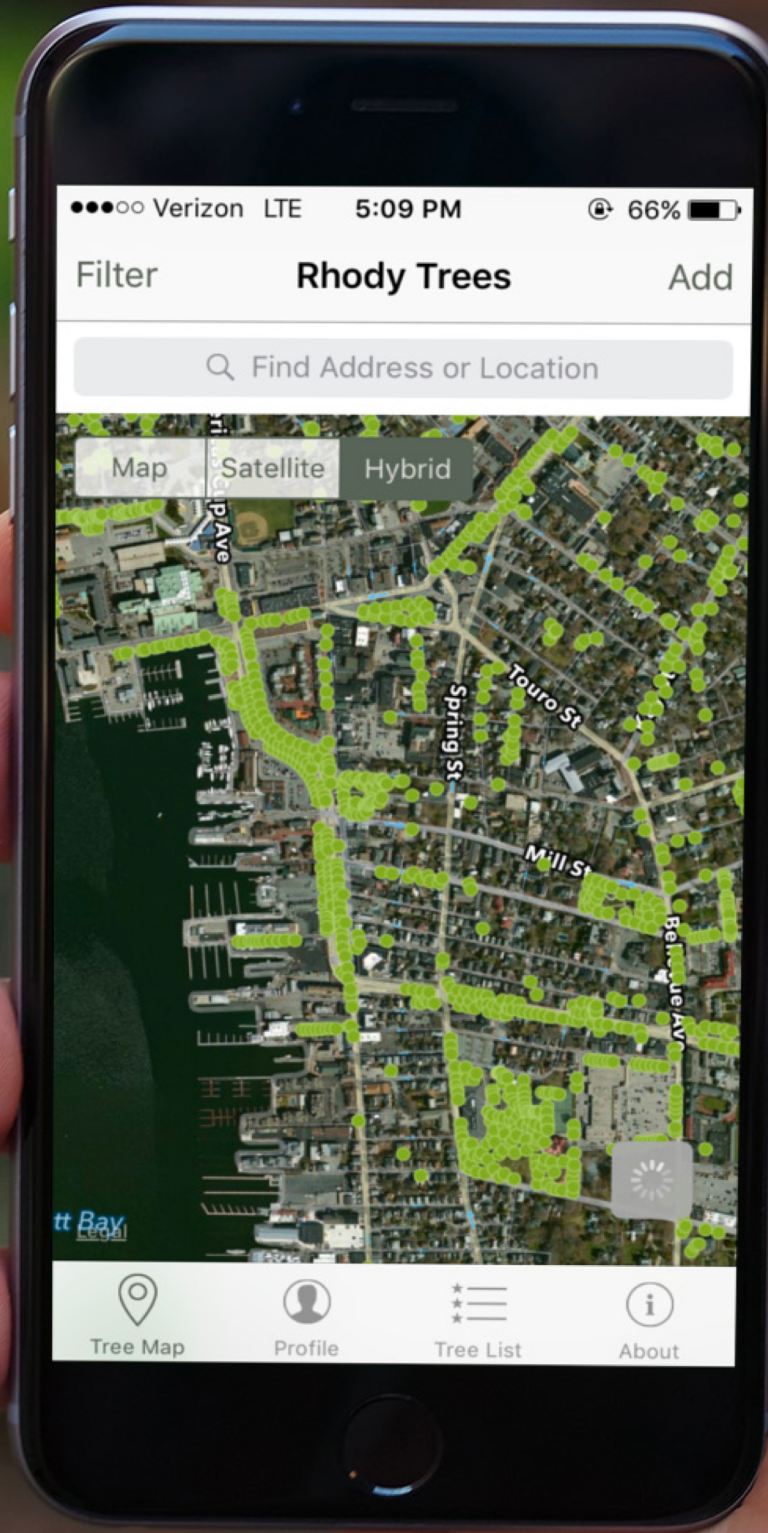 ●●●○○ Verizon LTE 5:09 PM 66%
Filter Rhody Trees Add
Find Address or Location
Map Satellite Hybrid
Touro St
Spring St
Mill St
tt Bay
Legal
Tree Map Profile Tree List About